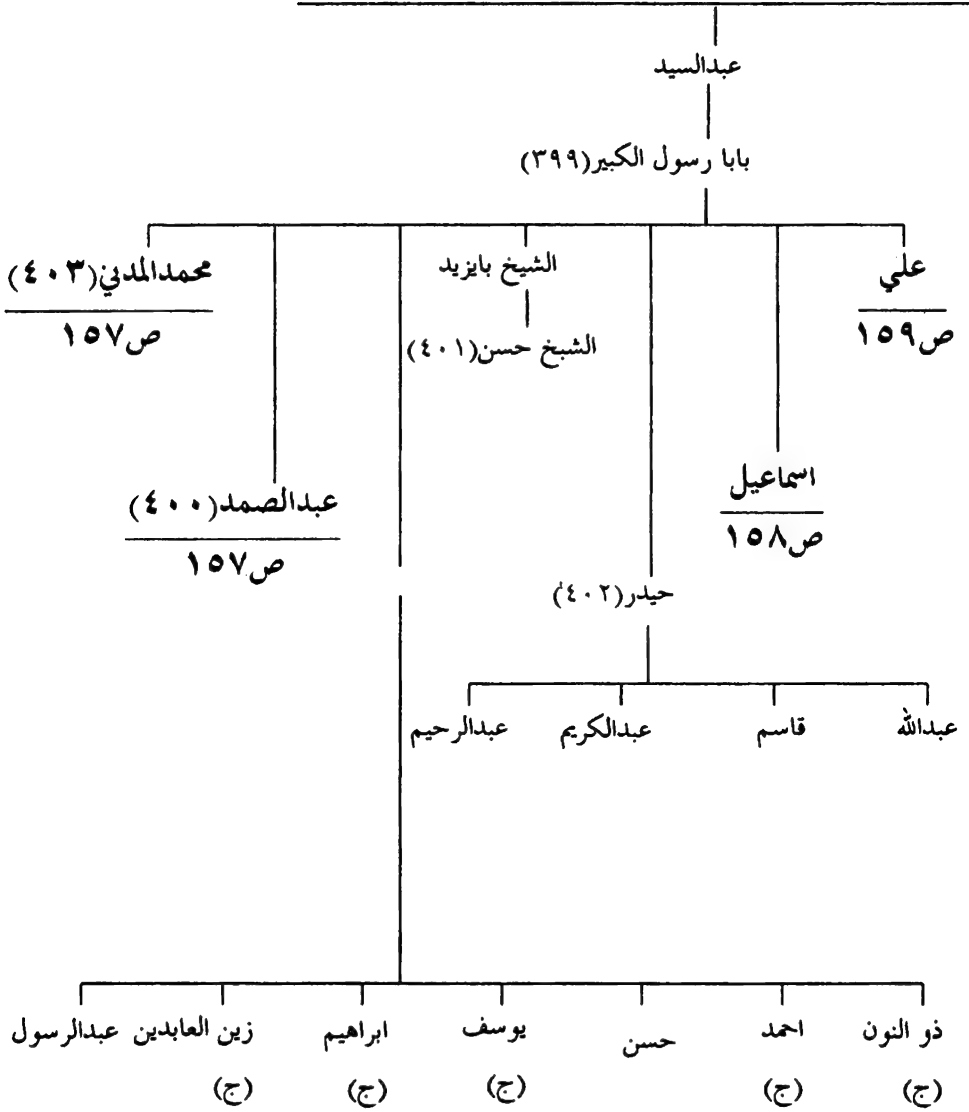 عبدالسيد
بابا رسول الكبير(٣٩٩)
علي
ص١٥٩
الشيخ بايزيد
محمدالمدني(٤٠٣)
ص١٥٧
الشبخ حسن(٤٠١)
اسماعيل
ص١٥٨
عبدالصمد(٤٠٠)
ص١٥٧
حيدر(٤٠٢)
عبدالله قاسم عبدالكريم عبدالرحيم
ذو النون احمد حسن يوسف ابراهيم زين العابدين عبدالرسول
(ج) (ج) (ج) (ج) (ج)